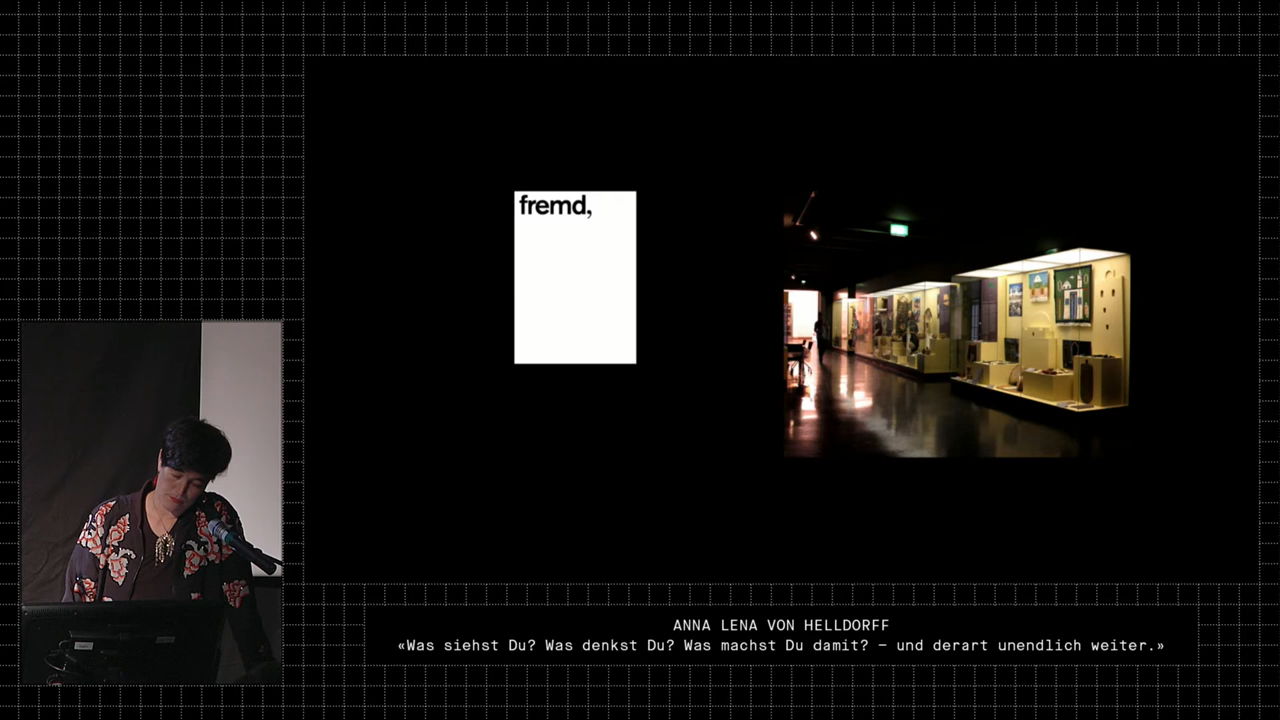 fremd,
ANNA LENA VON HELLDORFF
«Was siehst Du? Was denkst Du? Was machst Du damit? – und derart unendlich weiter.»